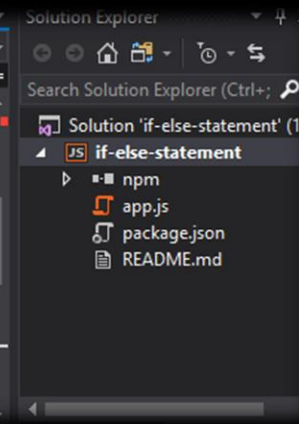 Solution Explorer
Search Solution Explorer (Ctrl+;
Solution 'if-else-statement' (1
JS if-else-statement
npm
app.js
package.json
README.md